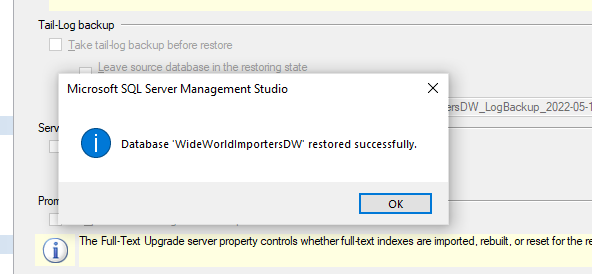 Tail-Log backup
Take tail-log backup before restore
Leave source database in the restoring state
Microsoft SQL Server Management Studio
ersDW_LogBackup_2022-05-1
Database 'WideWorldImportersDW' restored successfully.
Serv
OK
Prom
The Full-Text Upgrade server property controls whether full-text indexes are imported, rebuilt, or reset for the re